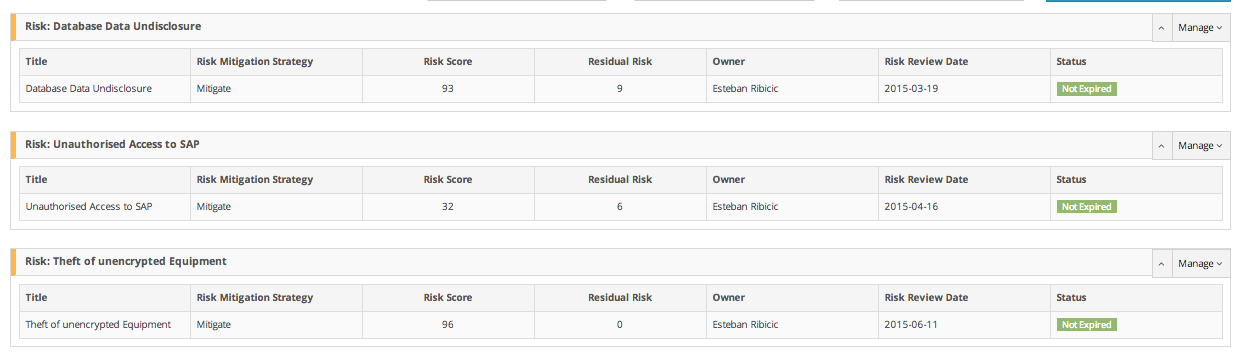 Risk: Database Data Undisclosure Manage
Title Risk Mitigation Strategy Risk Score Residual Risk Owner Risk Review Date Status
Database Data Undisclosure Mitigate 93 9 Esteban Ribicic 2015-03-19 Not Expired
Risk: Unauthorised Access to SAP Manage
Title Risk Mitigation Strategy Risk Score Residual Risk Owner Risk Review Date Status
Unauthorised Access to SAP Mitigate 32 6 Esteban Ribicic 2015-04-16 Not Expired
Risk: Theft of unencrypted Equipment Manage
Title Risk Mitigation Strategy Risk Score Residual Risk Owner Risk Review Date Status
Theft of unencrypted Equipment Mitigate 96 0 Esteban Ribicic 2015-06-11 Not Expired